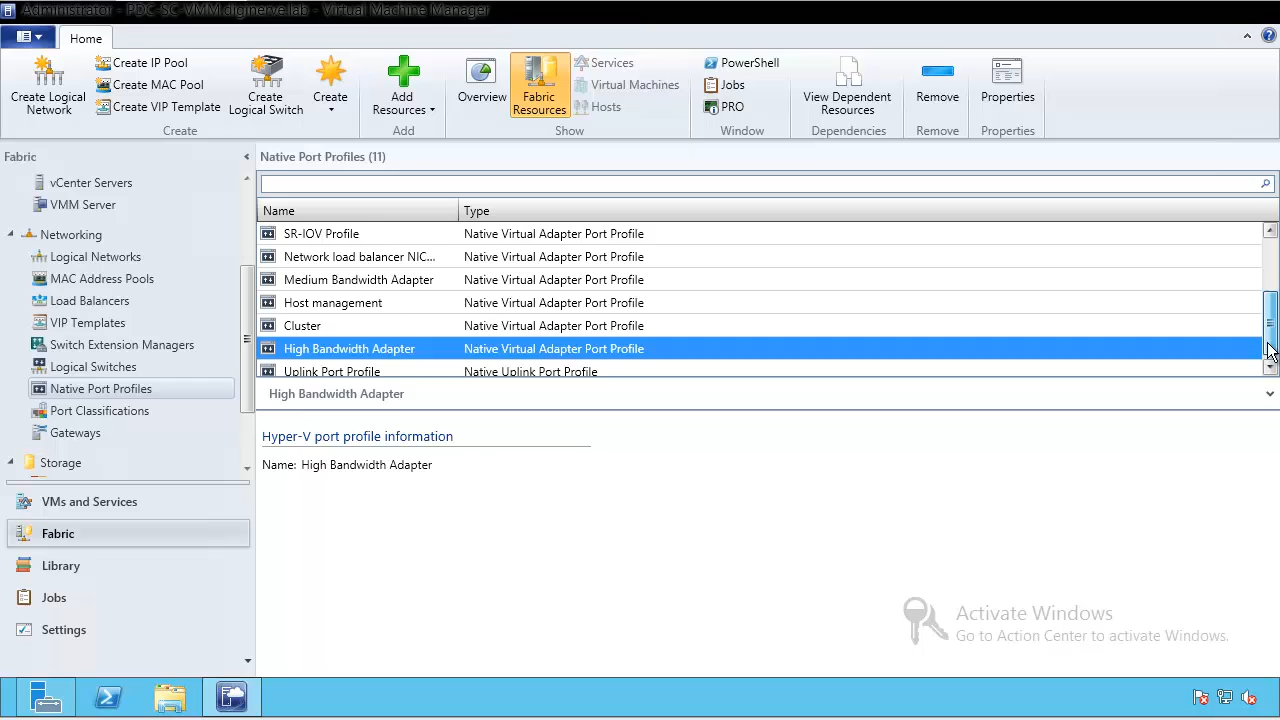 Administrator - PDC-SC-VMM.diginerve.lab - Virtual Machine Manager
Home
Create Logical Network
Create IP Pool
Create MAC Pool
Create VIP Template
Create Logical Switch
Create
Create
Add Resources
Add
Overview
Fabric Resources
Services
Virtual Machines
Hosts
Show
PowerShell
Jobs
PRO
Window
View Dependent Resources
Dependencies
Remove
Remove
Properties
Properties
Fabric
vCenter Servers
VMM Server
Networking
Logical Networks
MAC Address Pools
Load Balancers
VIP Templates
Switch Extension Managers
Logical Switches
Native Port Profiles
Port Classifications
Gateways
Storage
VMs and Services
Fabric
Library
Jobs
Settings
Native Port Profiles (11)
Name Type
SR-IOV Profile Native Virtual Adapter Port Profile
Network load balancer NIC... Native Virtual Adapter Port Profile
Medium Bandwidth Adapter Native Virtual Adapter Port Profile
Host management Native Virtual Adapter Port Profile
Cluster Native Virtual Adapter Port Profile
High Bandwidth Adapter Native Virtual Adapter Port Profile
Uplink Port Profile Native Uplink Port Profile
High Bandwidth Adapter
Hyper-V port profile information
Name: High Bandwidth Adapter
Activate Windows
Go to Action Center to activate Windows.